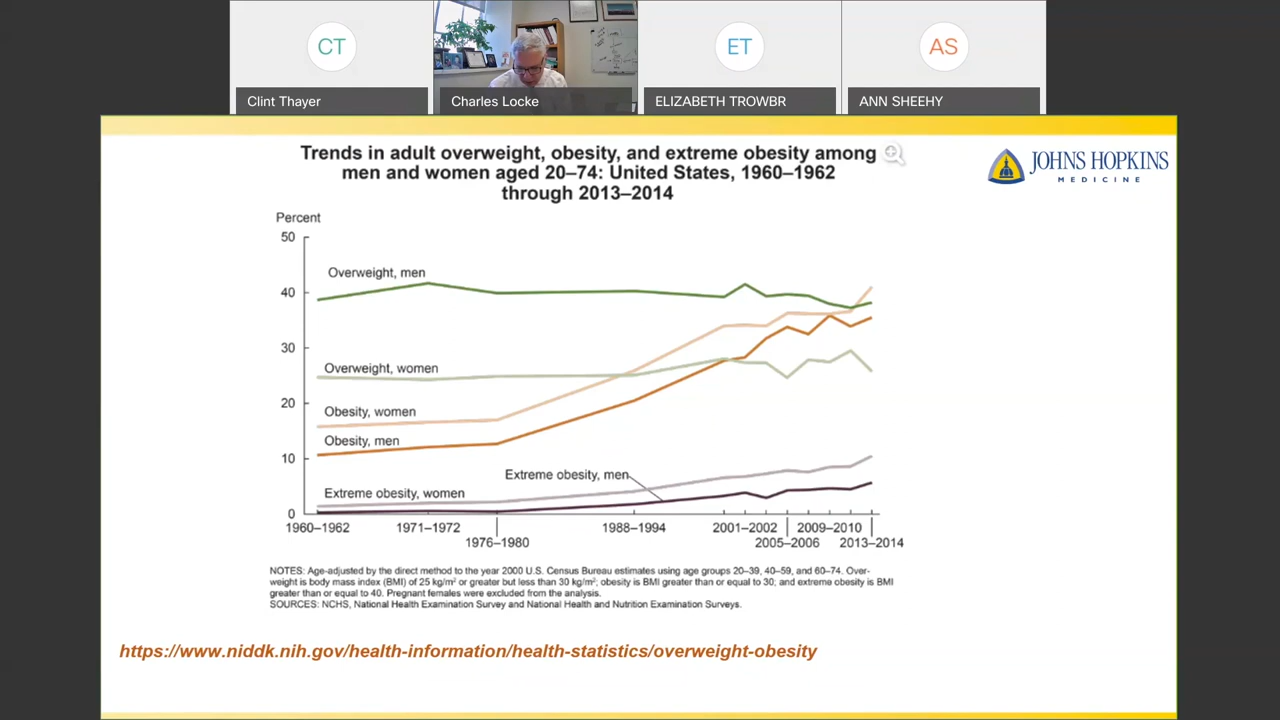 CT
ET
AS
Clint Thayer
Charles Locke
ELIZABETH TROWBR
ANN SHEEHY
Trends in adult overweight, obesity, and extreme obesity among
men and women aged 20–74: United States, 1960–1962
through 2013–2014
JOHNS HOPKINS
MEDICINE
Percent
50
40
30
20
10
0
Overweight, men
Overweight, women
Obesity, women
Obesity, men
Extreme obesity, men
Extreme obesity, women
1960–1962
1971–1972
1976–1980
1988–1994
2001–2002
2005–2006
2009–2010
2013–2014
NOTES: Age-adjusted by the direct method to the year 2000 U.S. Census Bureau estimates using age groups 20–39, 40–59, and 60–74. Over-
weight is body mass index (BMI) of 25 kg/m² or greater but less than 30 kg/m²; obesity is BMI greater than or equal to 30; and extreme obesity is BMI
greater than or equal to 40. Pregnant females were excluded from the analysis.
SOURCES: NCHS, National Health Examination Survey and National Health and Nutrition Examination Surveys.
https://www.niddk.nih.gov/health-information/health-statistics/overweight-obesity